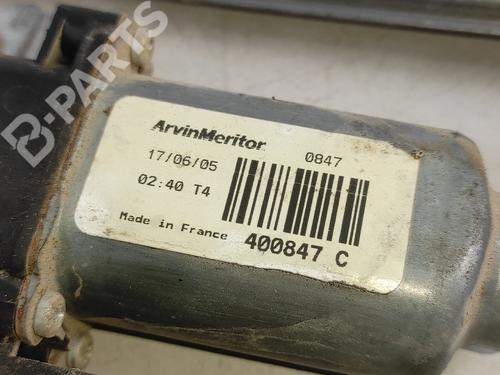 B-PARTS
ArvinMeritor 0847
17/06/05
02:40 T4
Made in France 400847 C